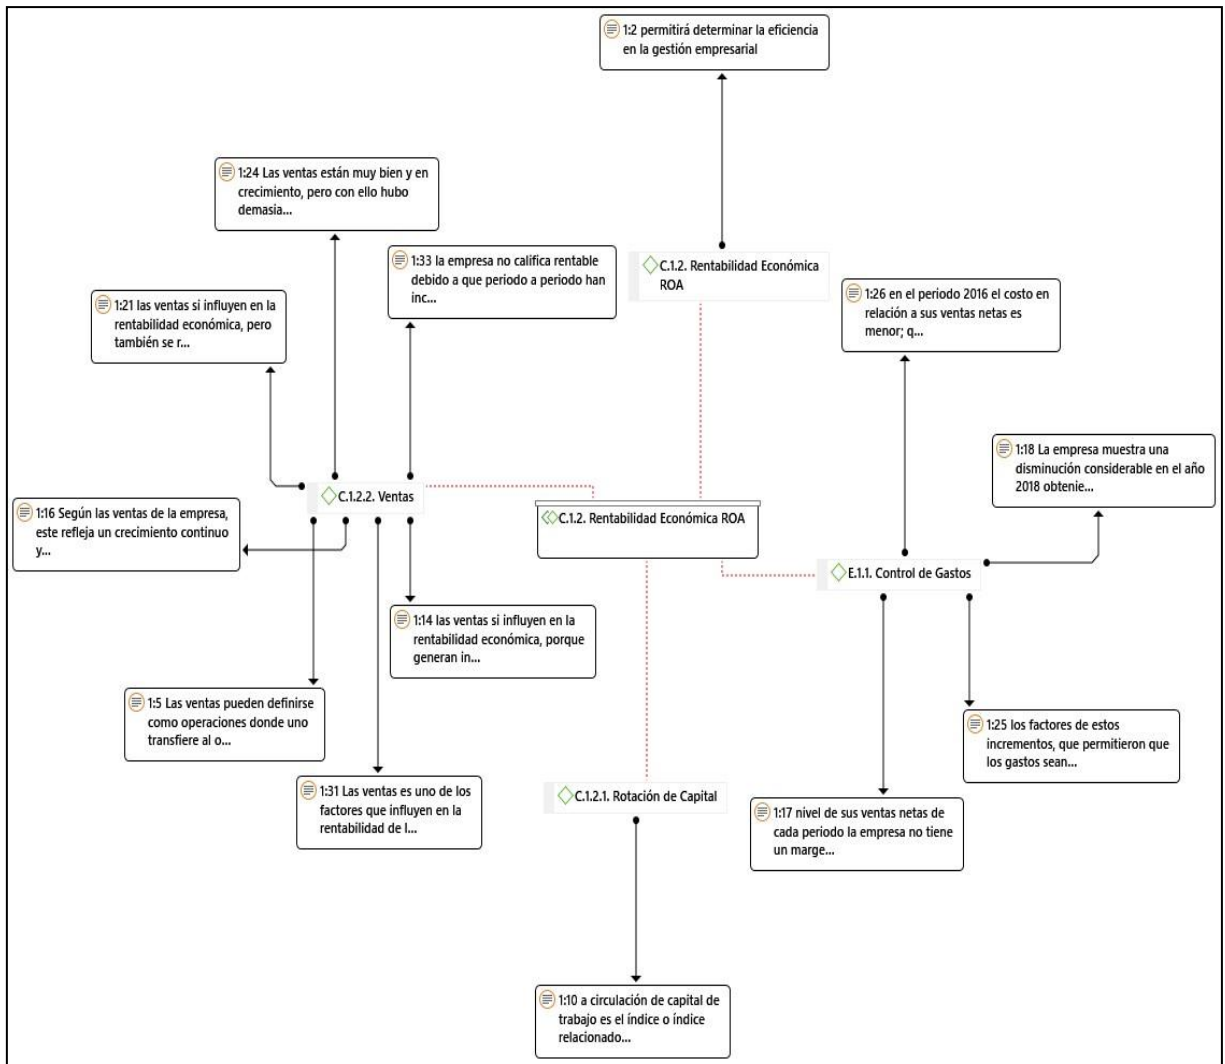 1:2 permitirá determinar la eficiencia
en la gestión empresarial
1:24 Las ventas están muy bien y en
crecimiento, pero con ello hubo
demasia...
1:33 la empresa no califica rentable
debido a que periodo a periodo han
inc...
C.1.2. Rentabilidad Económica
ROA
1:21 las ventas si influyen en la
rentabilidad económica, pero
también se r...
1:26 en el periodo 2016 el costo en
relación a sus ventas netas es
menor; q...
1:18 La empresa muestra una
disminución considerable en el año
2018 obtenie...
C.1.2.2. Ventas
1:16 Según las ventas de la empresa,
este refleja un crecimiento continuo
y...
C.1.2. Rentabilidad Económica ROA
E.1.1. Control de Gastos
1:14 las ventas si influyen en la
rentabilidad económica, porque
generan in...
1:5 Las ventas pueden definirse
como operaciones donde uno
transfiere al o...
1:25 los factores de estos
incrementos, que permitieron que
los gastos sean...
1:31 Las ventas es uno de los
factores que influyen en la
rentabilidad de l...
C.1.2.1. Rotación de Capital
1:17 nivel de sus ventas netas de
cada periodo la empresa no tiene
un marge...
1:10 a circulación de capital de
trabajo es el índice o índice
relacionado...